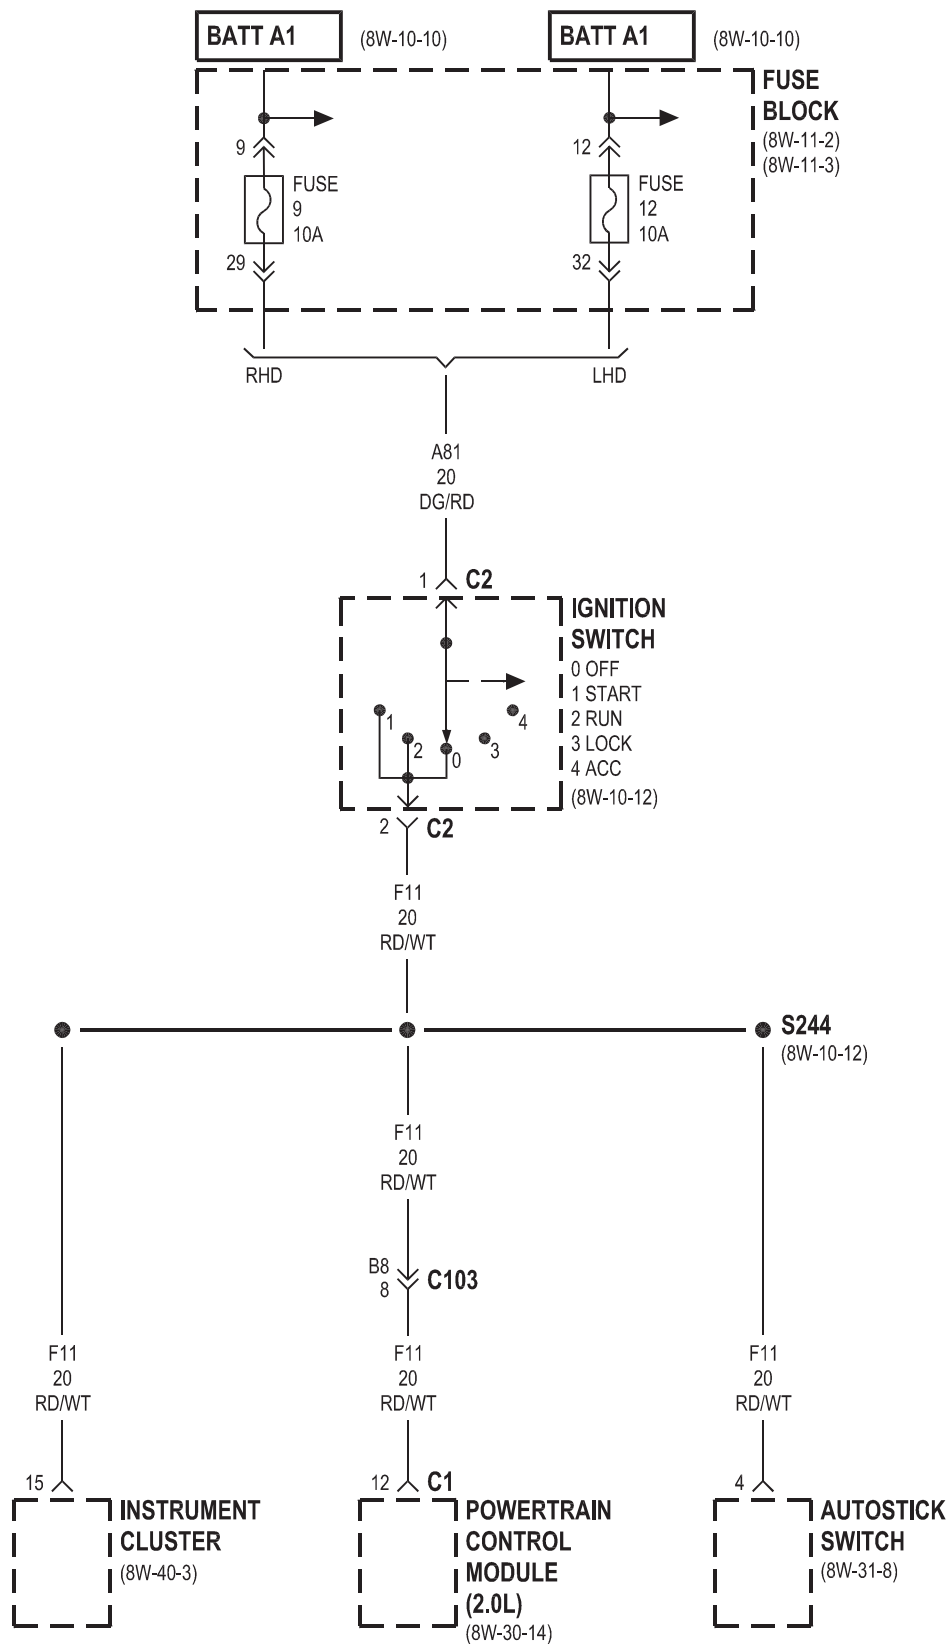 BATT A1
(8W-10-10)
BATT A1
(8W-10-10)
FUSE
BLOCK
(8W-11-2)
(8W-11-3)
9
FUSE
9
10A
29
12
FUSE
12
10A
32
RHD
LHD
A81
20
DG/RD
1
C2
IGNITION
SWITCH
0 OFF
1 START
2 RUN
3 LOCK
4 ACC
(8W-10-12)
1
2
0
3
4
2
C2
F11
20
RD/WT
S244
(8W-10-12)
F11
20
RD/WT
B8
8
C103
F11
20
RD/WT
F11
20
RD/WT
F11
20
RD/WT
15
INSTRUMENT
CLUSTER
(8W-40-3)
12
C1
POWERTRAIN
CONTROL
MODULE
(2.0L)
(8W-30-14)
4
AUTOSTICK
SWITCH
(8W-31-8)